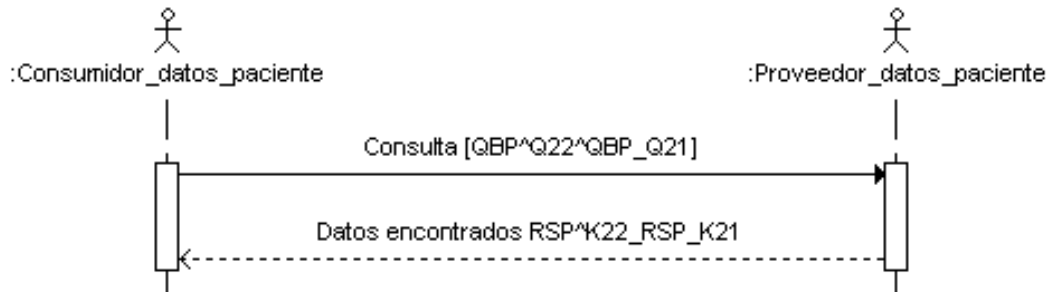 :Consumidor_datos_paciente
:Proveedor_datos_paciente
Consulta [QBP^Q22^QBP_Q21]
Datos encontrados RSP^K22_RSP_K21